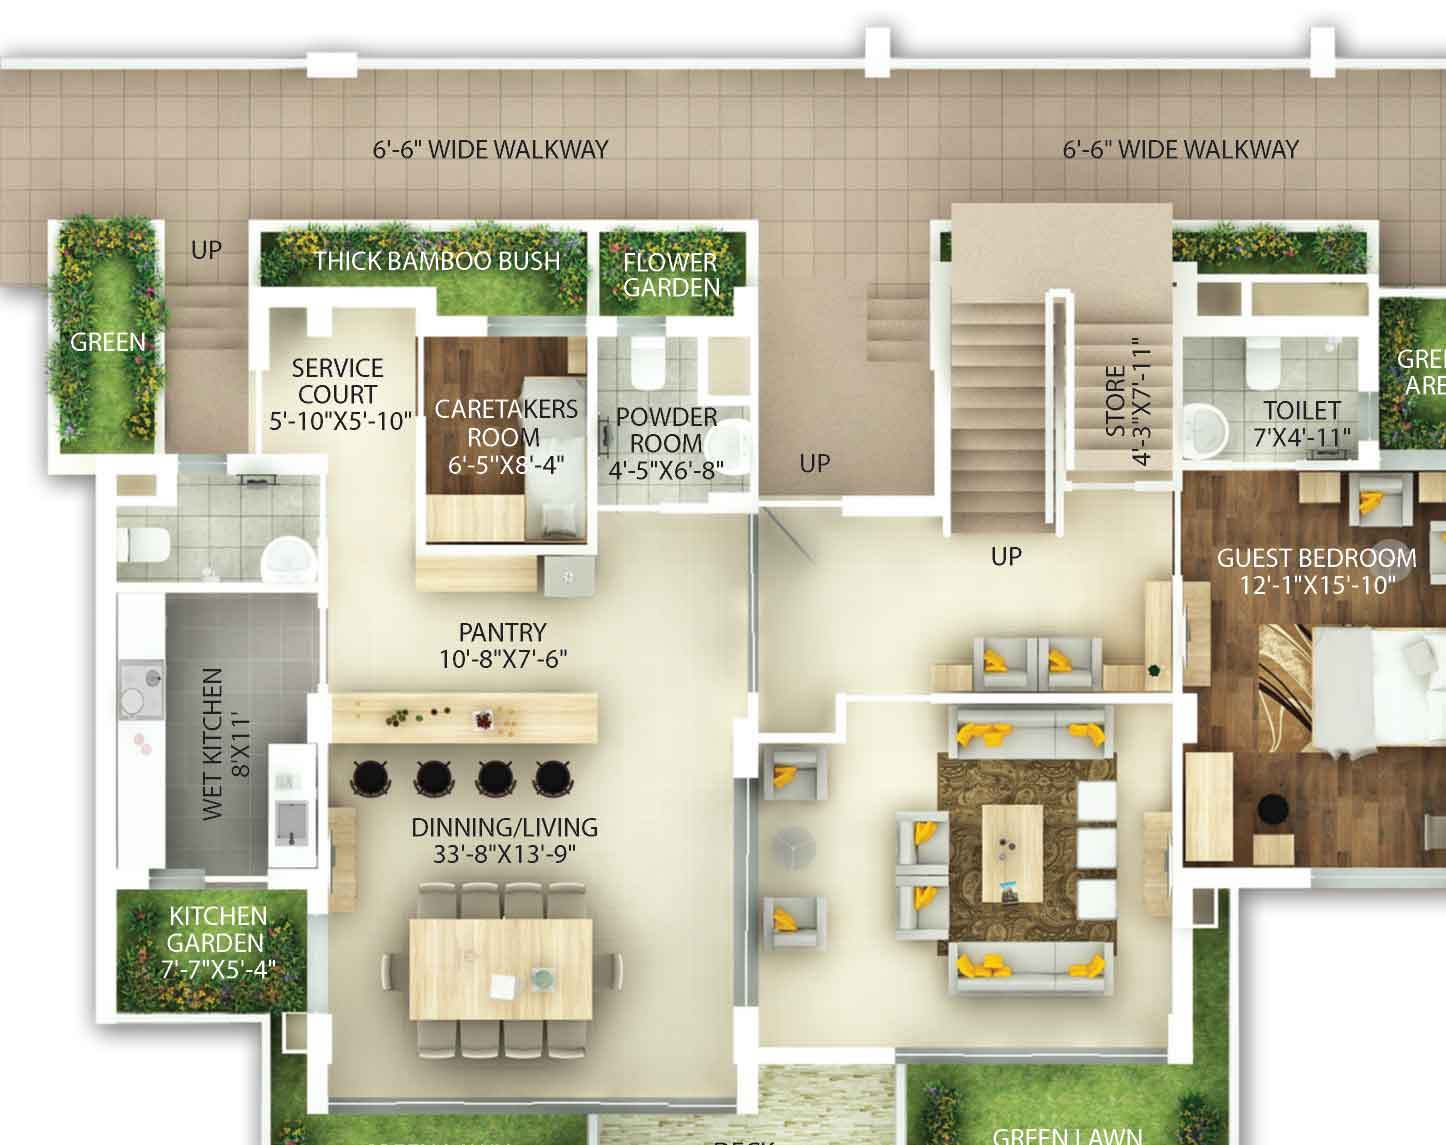 6'-6" WIDE WALKWAY
6'-6" WIDE WALKWAY
UP
THICK BAMBOO BUSH
FLOWER
GARDEN
GREEN
SERVICE
COURT
5'-10"X5'-10"
CARETAKERS
ROOM
6'-5"X8'-4"
POWDER
ROOM
4'-5"X6'-8"
UP
STORE
4'-3"X7'-11"
TOILET
7'X4'-11"
GREE
ARE
UP
GUEST BEDROOM
12'-1"X15'-10"
PANTRY
10'-8"X7'-6"
WET KITCHEN
8'X11'
DINNING/LIVING
33'-8"X13'-9"
KITCHEN
GARDEN
7'-7"X5'-4"
DECK
GREEN LAWN